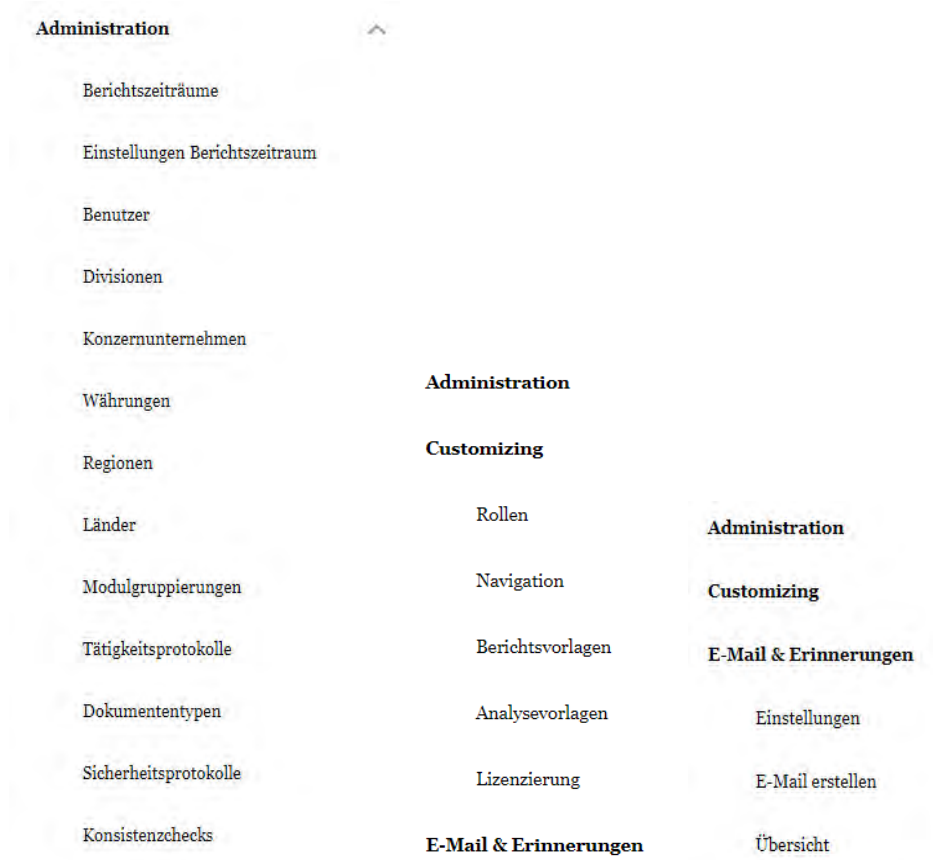 Administration
Berichtszeiträume
Einstellungen Berichtszeitraum
Benutzer
Divisionen
Konzernunternehmen
Währungen
Regionen
Länder
Modulgruppierungen
Tätigkeitsprotokolle
Dokumententypen
Sicherheitsprotokolle
Konsistenzchecks
Administration
Customizing
Rollen
Navigation
Berichtsvorlagen
Analysevorlagen
Lizenzierung
E-Mail & Erinnerungen
Administration
Customizing
E-Mail & Erinnerungen
Einstellungen
E-Mail erstellen
Übersicht